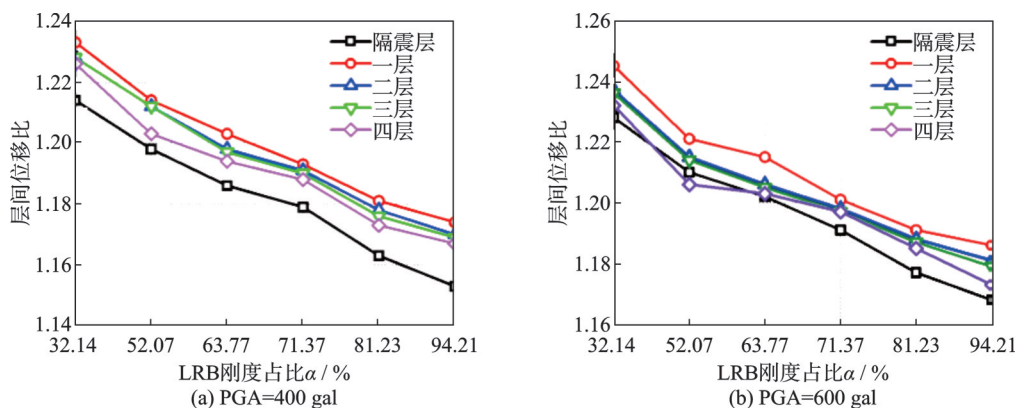 1.24
1.22
1.20
1.18
1.16
1.14
层间位移比
隔震层
一层
二层
三层
四层
32.14 52.07 63.77 71.37 81.23 94.21
LRB刚度占比α / %
(a) PGA=400 gal
1.26
1.24
1.22
1.20
1.18
1.16
层间位移比
隔震层
一层
二层
三层
四层
32.14 52.07 63.77 71.37 81.23 94.21
LRB刚度占比α / %
(b) PGA=600 gal